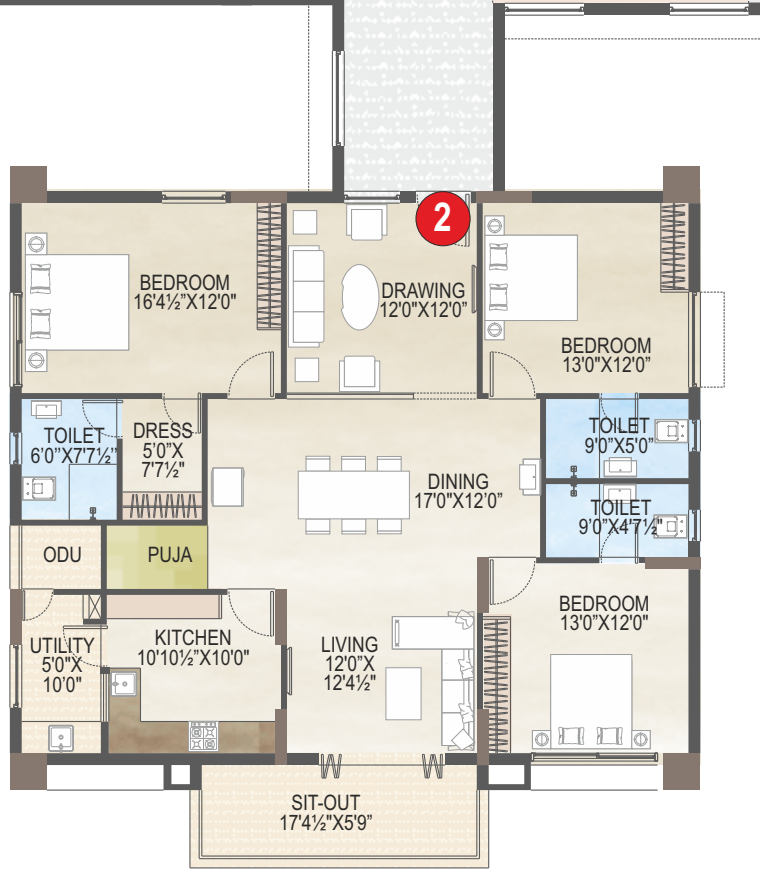 2
BEDROOM
16'4½"X12'0"
DRAWING
12'0"X12'0"
BEDROOM
13'0"X12'0"
TOILET
6'0"X7'7½"
DRESS
5'0"X
7'7½"
DINING
17'0"X12'0"
TOILET
9'0"X5'0"
TOILET
9'0"X4'7½"
ODU
PUJA
BEDROOM
13'0"X12'0"
UTILITY
5'0"X
10'0"
KITCHEN
10'10½"X10'0"
LIVING
12'0"X
12'4½"
SIT-OUT
17'4½"X5'9"